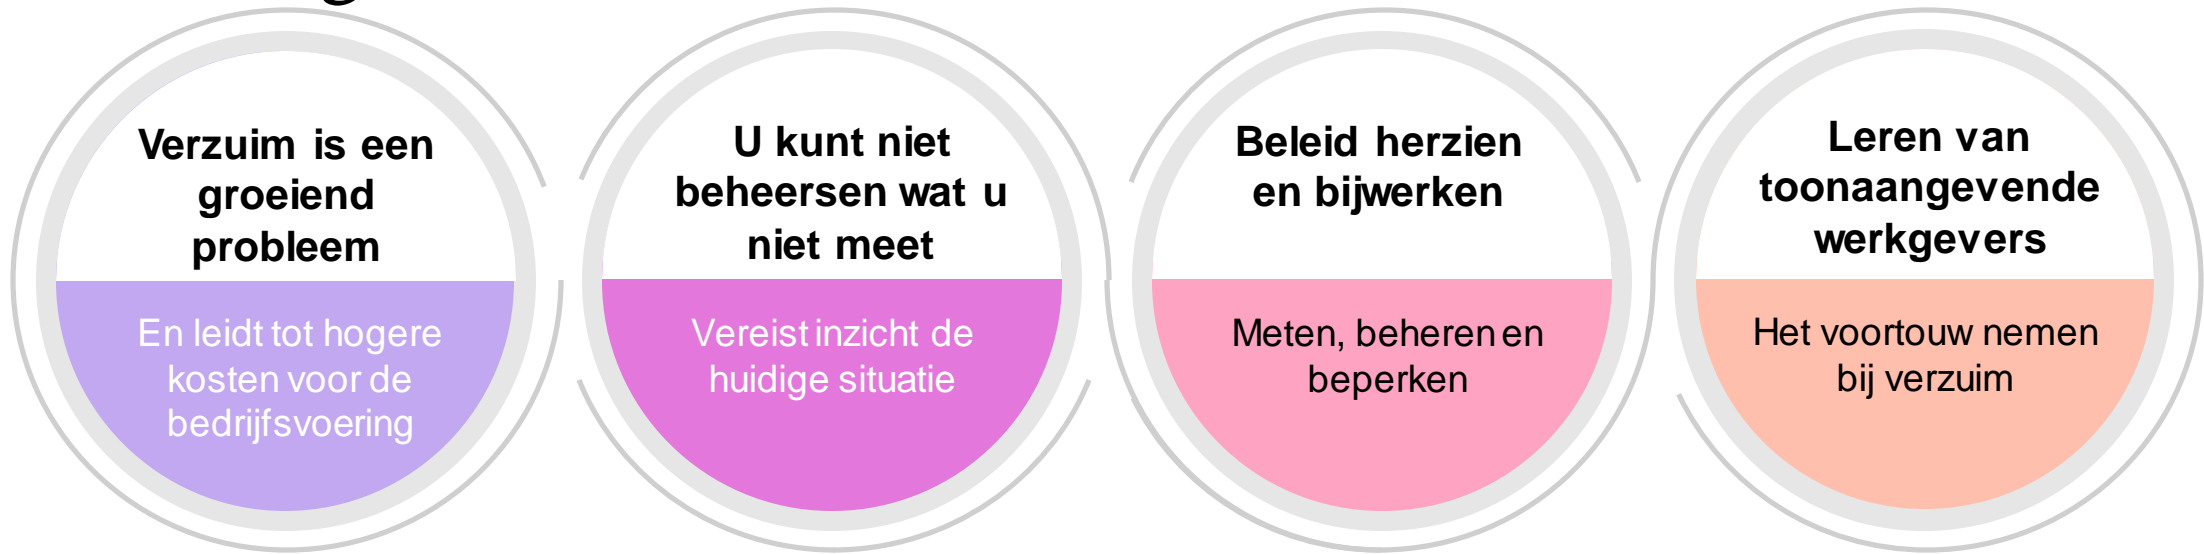 Verzuim is een
groeiend
probleem
En leidt tot hogere
kosten voor de
bedrijfsvoering
U kunt niet
beheersen wat u
niet meet
Vereist inzicht de
huidige situatie
Beleid herzien
en bijwerken
Meten, beheren en
beperken
Leren van
toonaangevende
werkgevers
Het voortouw nemen
bij verzuim